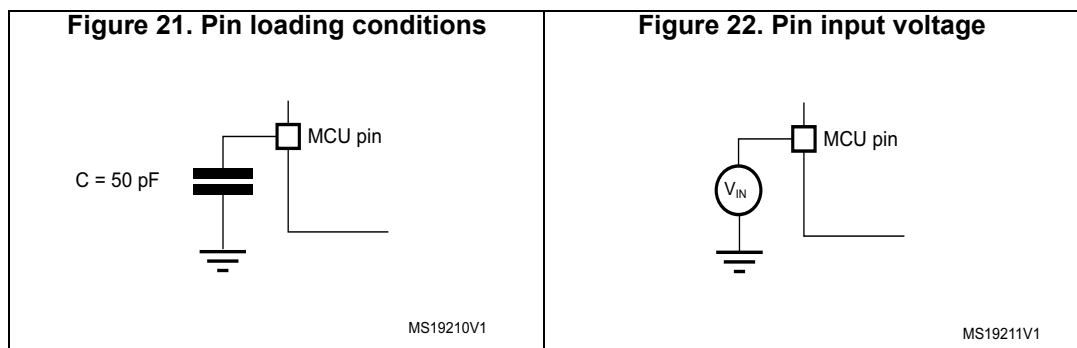 Figure 21. Pin loading conditions
MCU pin
C = 50 pF
MS19210V1
Figure 22. Pin input voltage
MCU pin
VIN
MS19211V1